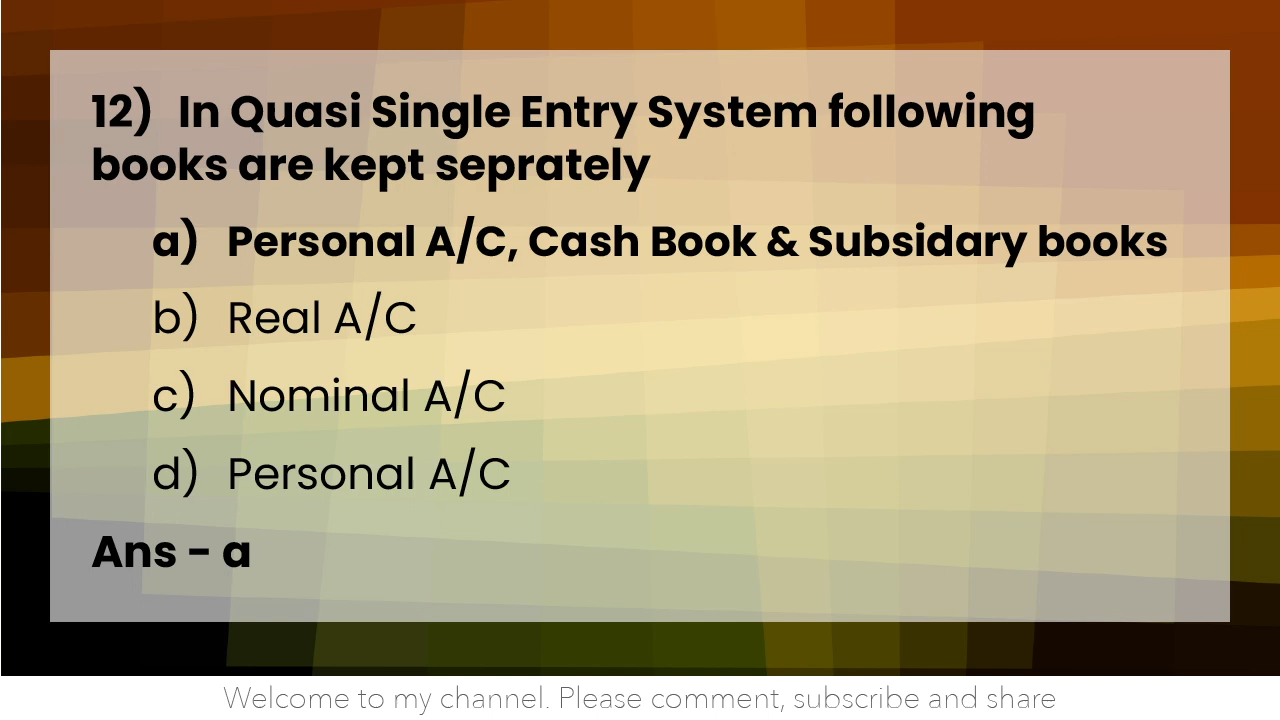 12) In Quasi Single Entry System following
books are kept seprately
a) Personal A/C, Cash Book & Subsidary books
b) Real A/C
c) Nominal A/C
d) Personal A/C
Ans - a
Welcome to my channel. Please comment, subscribe and share